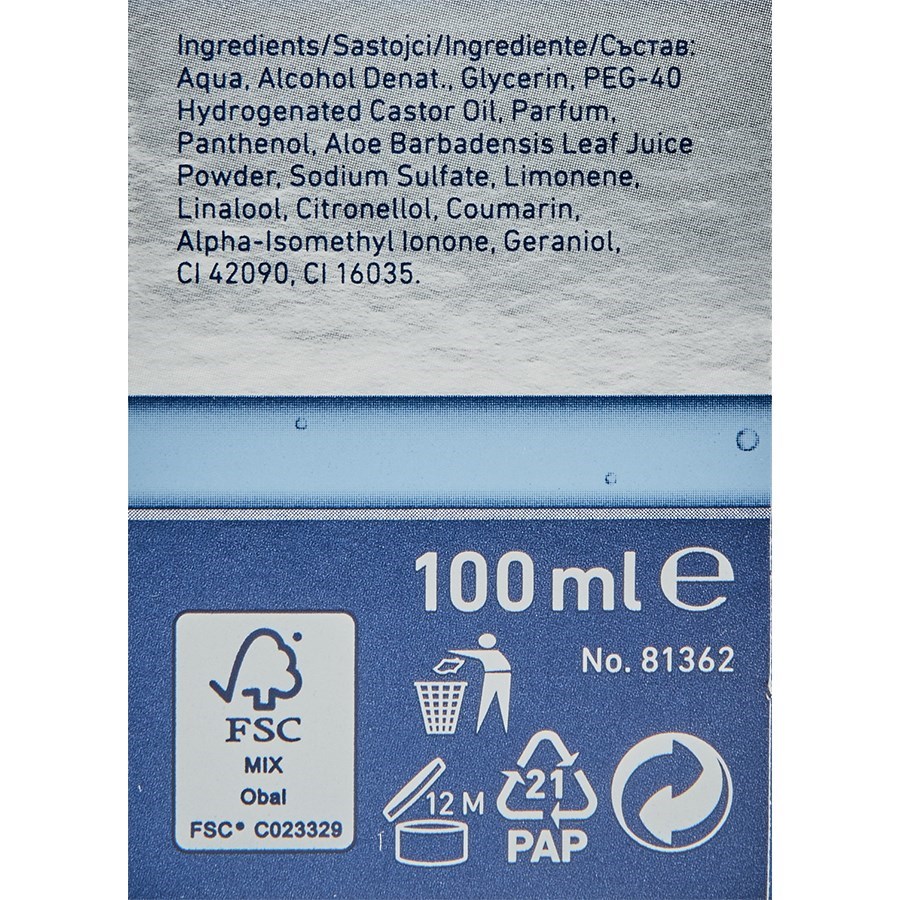 Ingredients/Sastojci/Ingrediente/Състав:
Aqua, Alcohol Denat., Glycerin, PEG-40
Hydrogenated Castor Oil, Parfum,
Panthenol, Aloe Barbadensis Leaf Juice
Powder, Sodium Sulfate, Limonene,
Linalool, Citronellol, Coumarin,
Alpha-Isomethyl Ionone, Geraniol,
CI 42090, CI 16035.
100 ml e
No. 81362
FSC
MIX
Obal
FSC® C023329
12 M
21
PAP